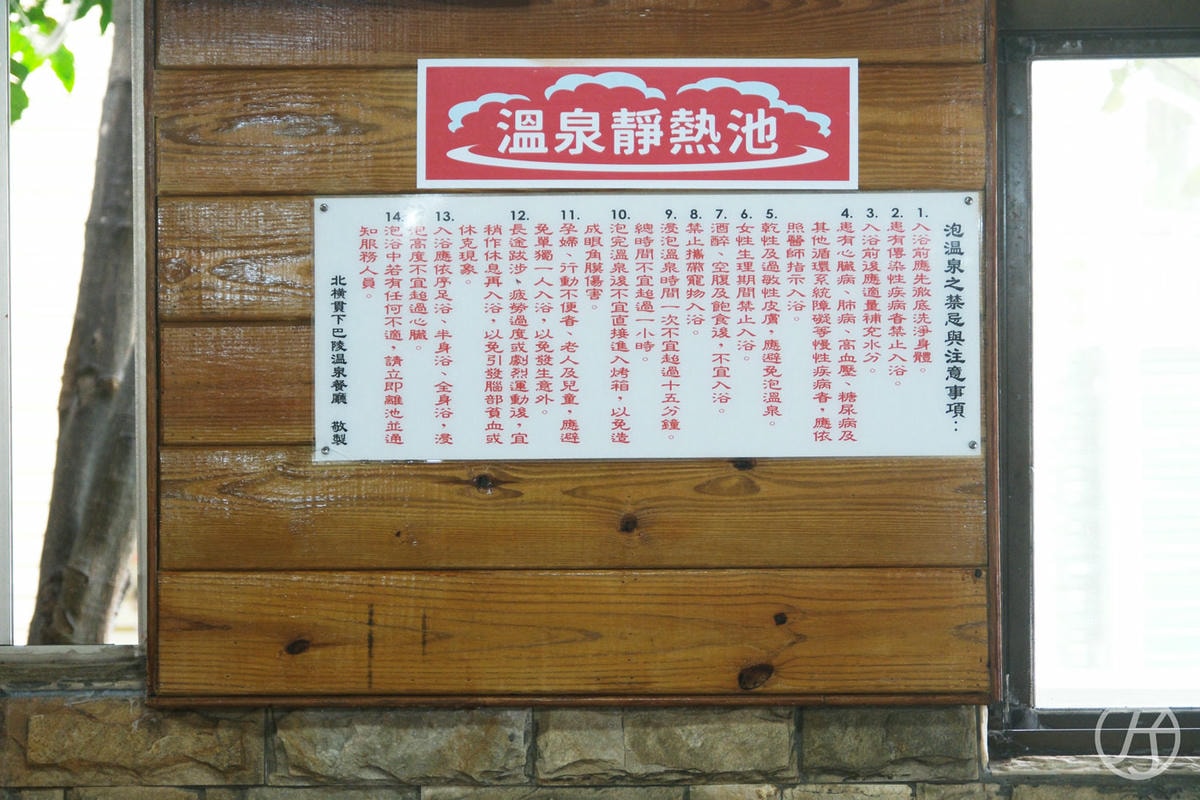 溫泉靜熱池
泡溫泉之禁忌與注意事項：
1.入浴前應先徹底洗淨身體。
2.患有傳染性疾病者禁止入浴。
3.入浴前後應適量補充水分。
4.患有心臟病、肺病、高血壓、糖尿病及
其他循環系統障礙等慢性疾病者，應依
照醫師指示入浴。
5.乾性及過敏性皮膚，應避免泡溫泉。
6.女性生理期間禁止入浴。
7.酒醉、空腹及飽食後，不宜入浴。
8.禁止攜帶寵物入浴。
9.浸泡溫泉時間一次不宜超過十五分鐘。
總時間不宜超過一小時。
10.泡完溫泉後不宜直接進入烤箱，以免造
成眼角膜傷害。
11.孕婦、行動不便者、老人及兒童，應避
免單獨一人入浴，以免發生意外。
12.長途跋涉、疲勞過度或劇烈運動後，宜
稍作休息再入浴，以免引發腦部貧血或
休克現象。
13.入浴應依序足浴、半身浴、全身浴，浸
泡高度不宜超過心臟。
14.泡浴中若有任何不適，請立即離池並通
知服務人員。
北橫貫下巴陵溫泉餐廳 敬製